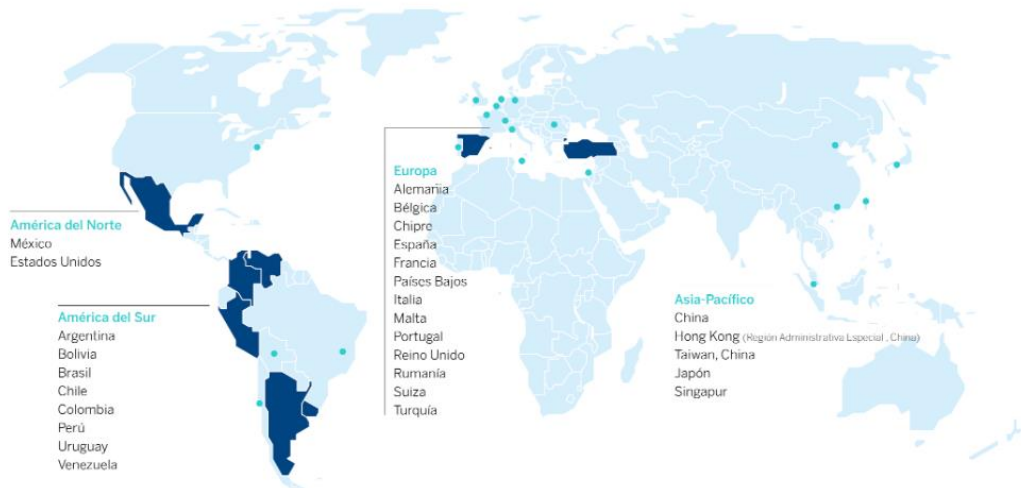 América del Norte
México
Estados Unidos
América del Sur
Argentina
Bolivia
Brasil
Chile
Colombia
Perú
Uruguay
Venezuela
Europa
Alemania
Bélgica
Chipre
España
Francia
Países Bajos
Italia
Malta
Portugal
Reino Unido
Rumanía
Suiza
Turquía
Asia-Pacífico
China
Hong Kong (Región Administrativa Especial , China)
Taiwan, China
Japón
Singapur